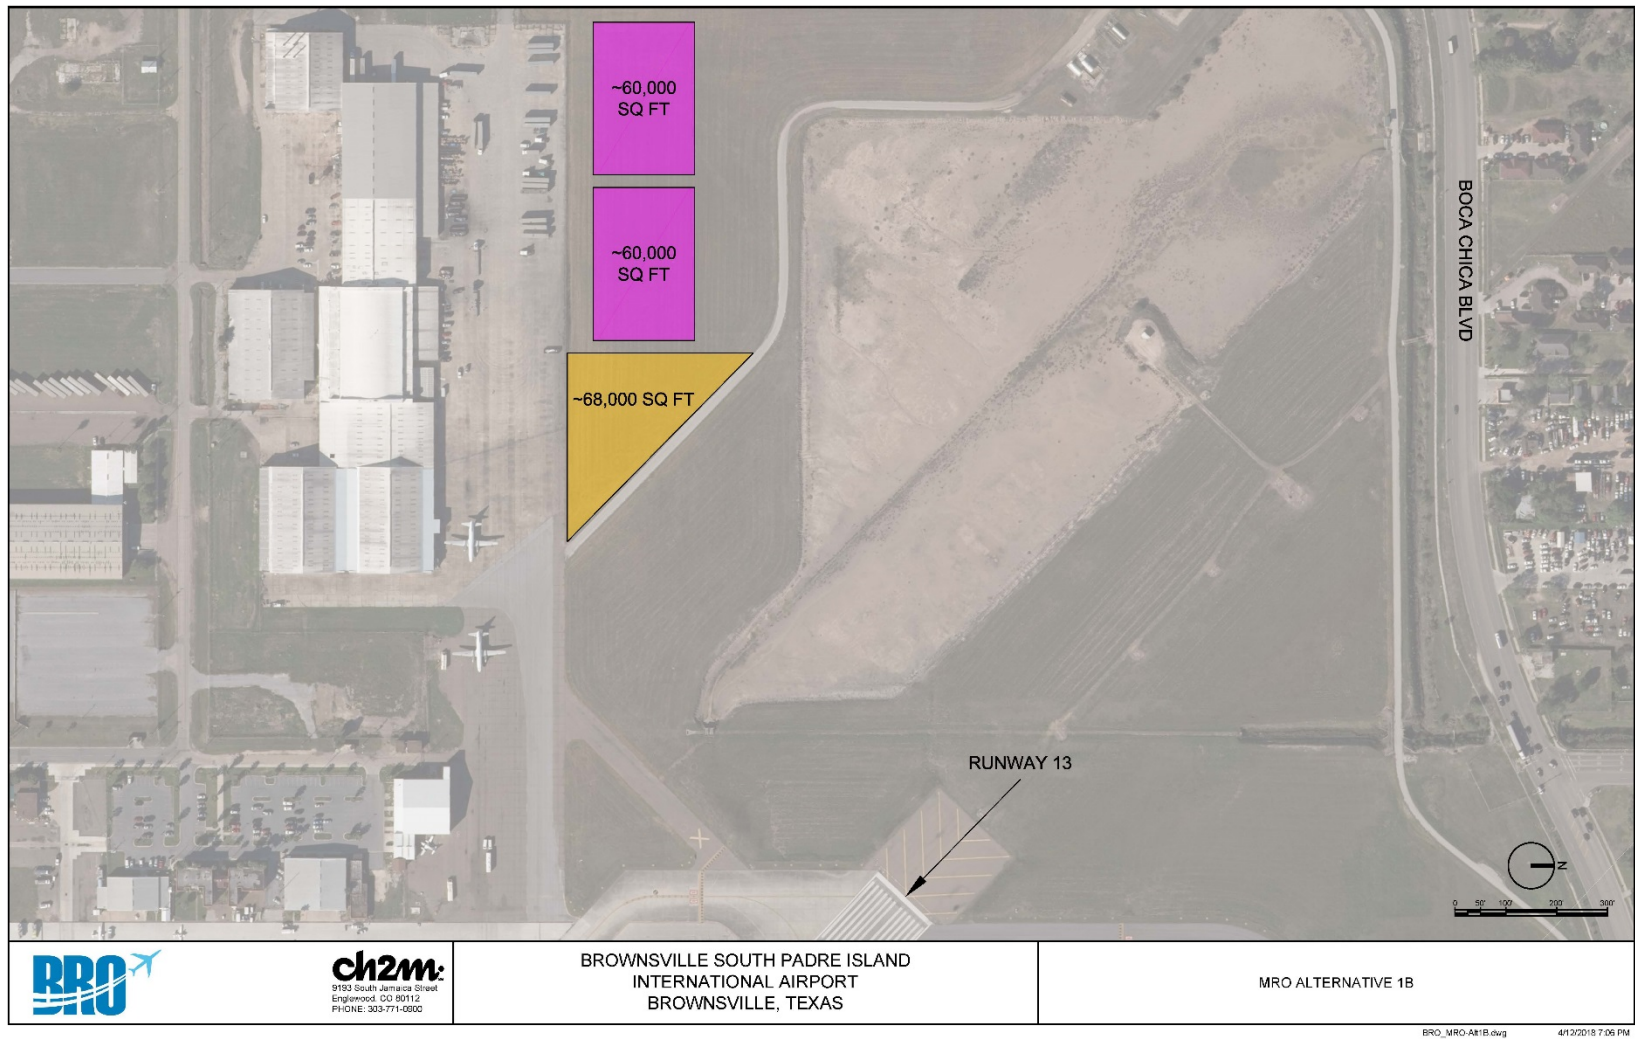 ~60,000
SQ FT
~60,000
SQ FT
~68,000 SQ FT
BOCA CHICA BLVD
RUNWAY 13
N
0 50' 100' 200' 300'
BRO
ch2m:
9193 South Jamaica Street
Englewood, CO 80112
PHONE: 303-771-0900
BROWNSVILLE SOUTH PADRE ISLAND
INTERNATIONAL AIRPORT
BROWNSVILLE, TEXAS
MRO ALTERNATIVE 1B
BRO_MRO-Alt1B.dwg 4/12/2018 7:06 PM